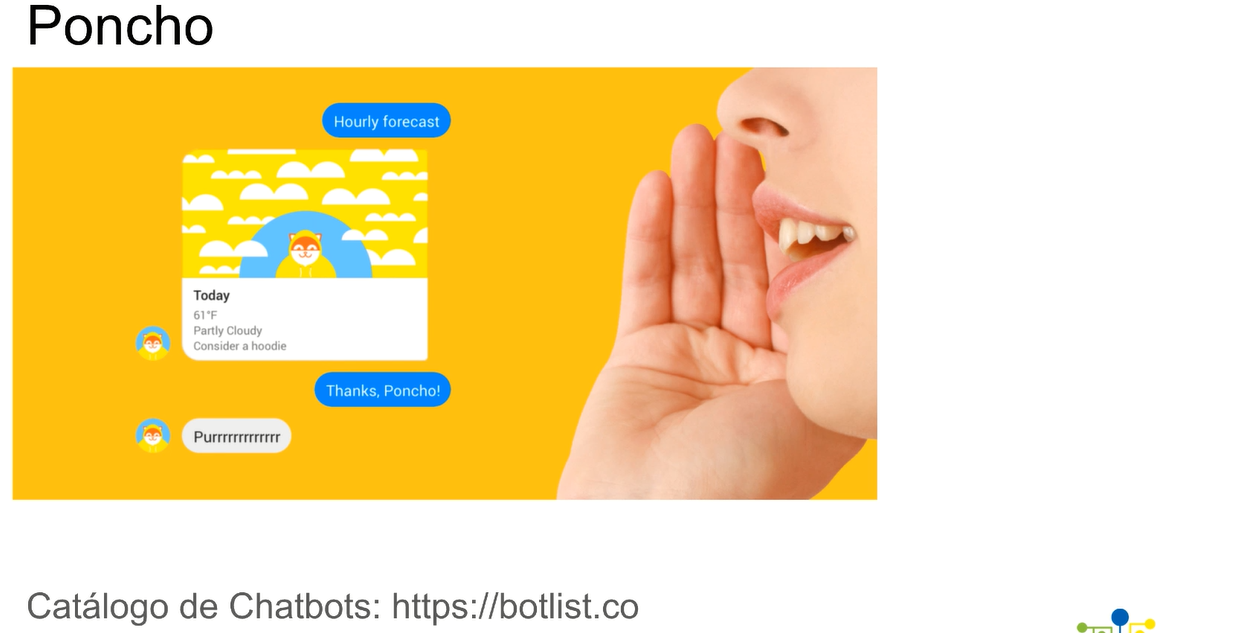 Poncho
Hourly forecast
Today
61°F
Partly Cloudy
Consider a hoodie
Thanks, Poncho!
Purrrrrrrrrrrrr
Catálogo de Chatbots: https://botlist.co